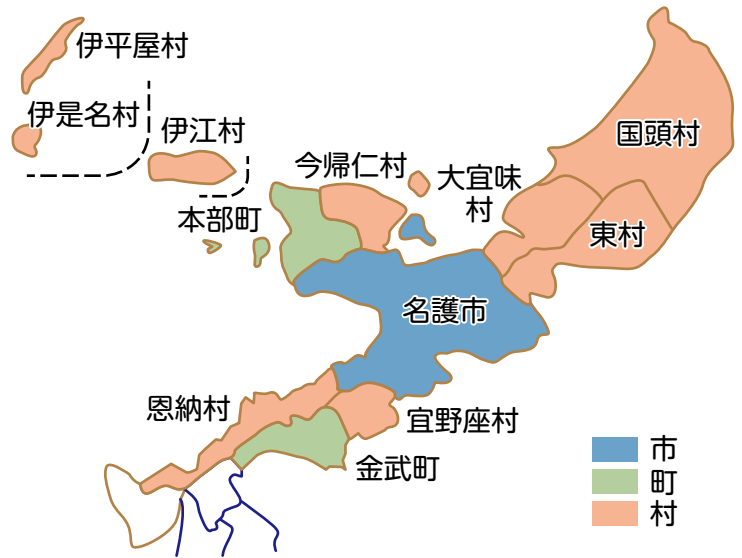 伊平屋村
伊是名村
伊江村
今帰仁村
大宜味
村
国頭村
本部町
東村
名護市
恩納村
宜野座村
金武町
市
町
村